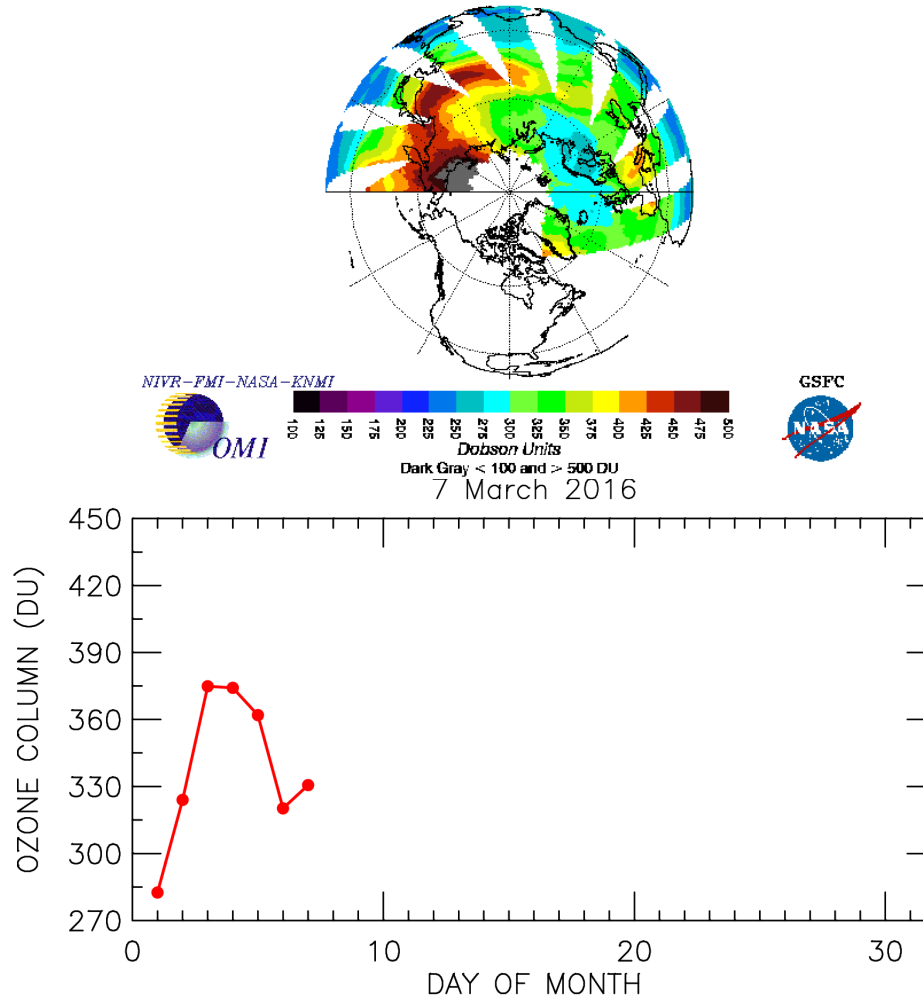 NIVR-FMI-NASA-KNMI
GSFC
OMI
NASA
100 125 150 175 200 225 250 275 300 325 350 375 400 425 450 475 500
Dobson Units
Dark Gray < 100 and > 500 DU
7 March 2016
450
420
390
360
330
300
270
OZONE COLUMN (DU)
0 10 20 30
DAY OF MONTH